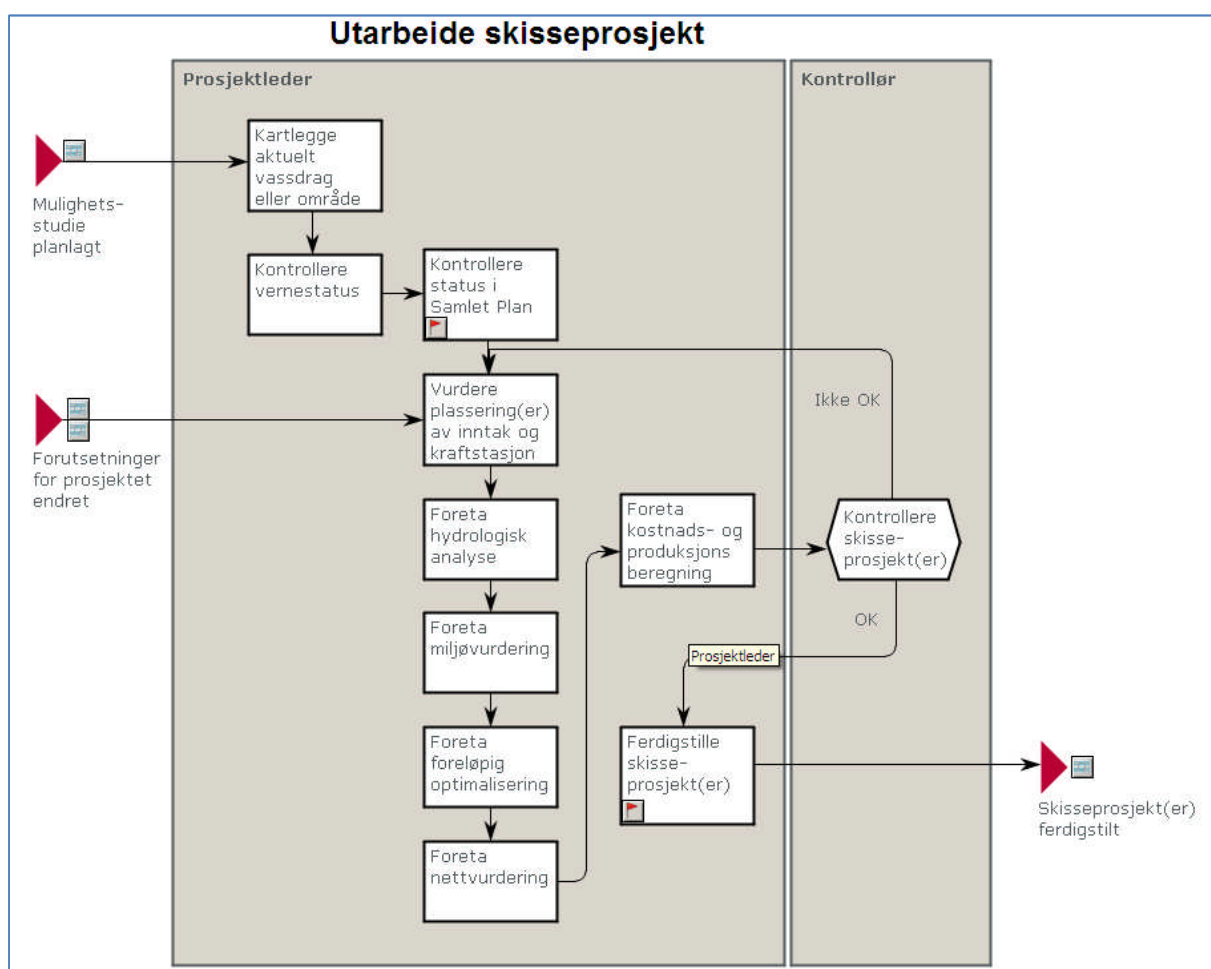 Utarbeide skisseprosjekt
Prosjektleder
Kontrollør
Kartlegge
aktuelt
vassdrag
eller område
Mulighets-
studie
planlagt
Kontrollere
vernestatus
Kontrollere
status i
Samlet Plan
Vurdere
plassering(er)
av inntak og
kraftstasjon
Ikke OK
Forutsetninger
for prosjektet
endret
Foreta
hydrologisk
analyse
Foreta
kostnads- og
produksjons
beregning
Kontrollere
skisse-
prosjekt(er)
Foreta
miljøvurdering
OK
Prosjektleder
Foreta
foreløpig
optimalisering
Ferdigstille
skisse-
prosjekt(er)
Skisseprosjekt(er)
ferdigstilt
Foreta
nettvurdering